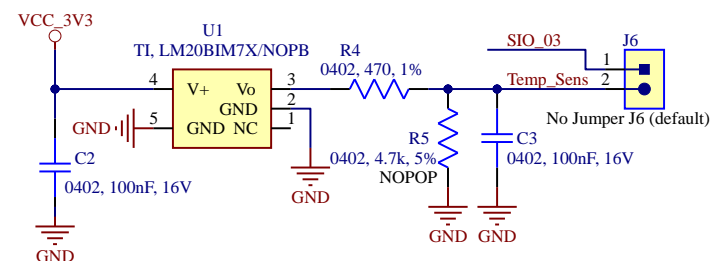 VCC_3V3
U1
TI, LM20BIM7X/NOPB
4 V+ Vo 3
GND 2
GND 5 GND NC 1
R4
0402, 470, 1%
SIO_03
J6
1
Temp_Sens 2
No Jumper J6 (default)
C2
0402, 100nF, 16V
GND
GND
R5
0402, 4.7k, 5%
NOPOP
GND
C3
0402, 100nF, 16V
GND